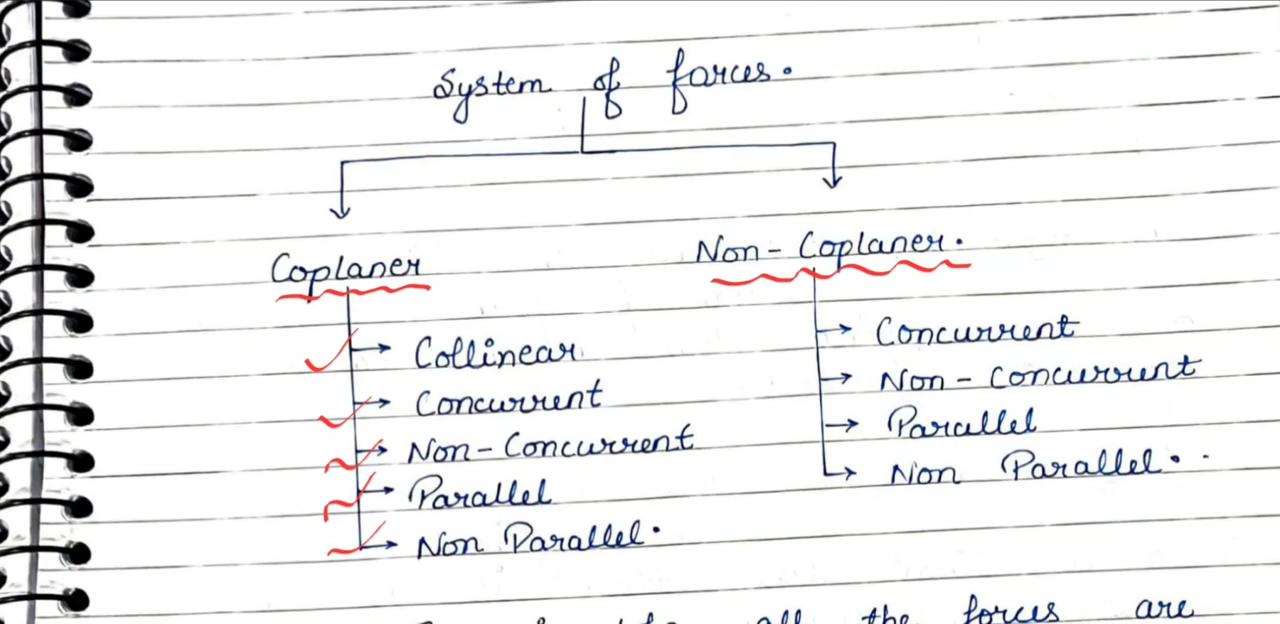 System of forces.
Coplaner
Non-Coplaner.
Collinear
Concurrent
Non-Concurrent
Parallel
Non Parallel.
Concurrent
Non-Concurrent
Parallel
Non Parallel..
all the forces are